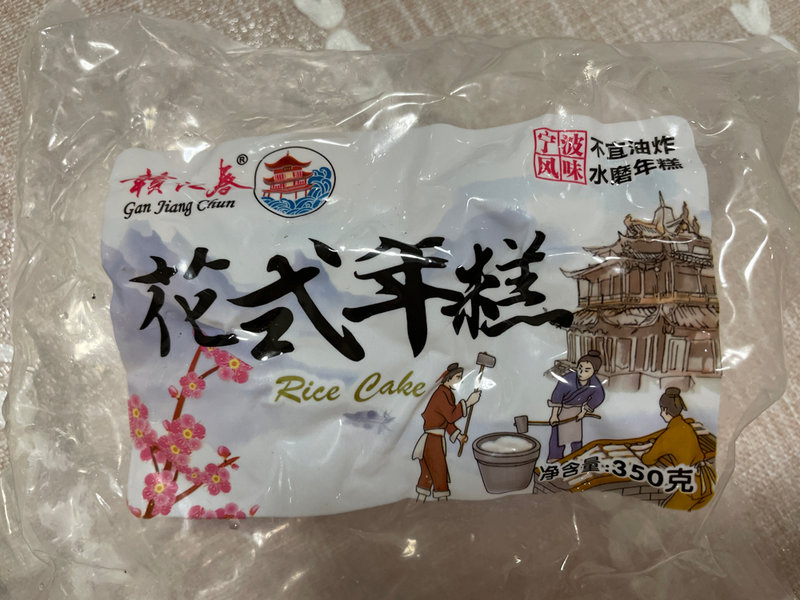 赣江春®
Gan Jiang Chun
宁波
风味
不宜油炸
水磨年糕
花式年糕
Rice Cake
净含量:350克